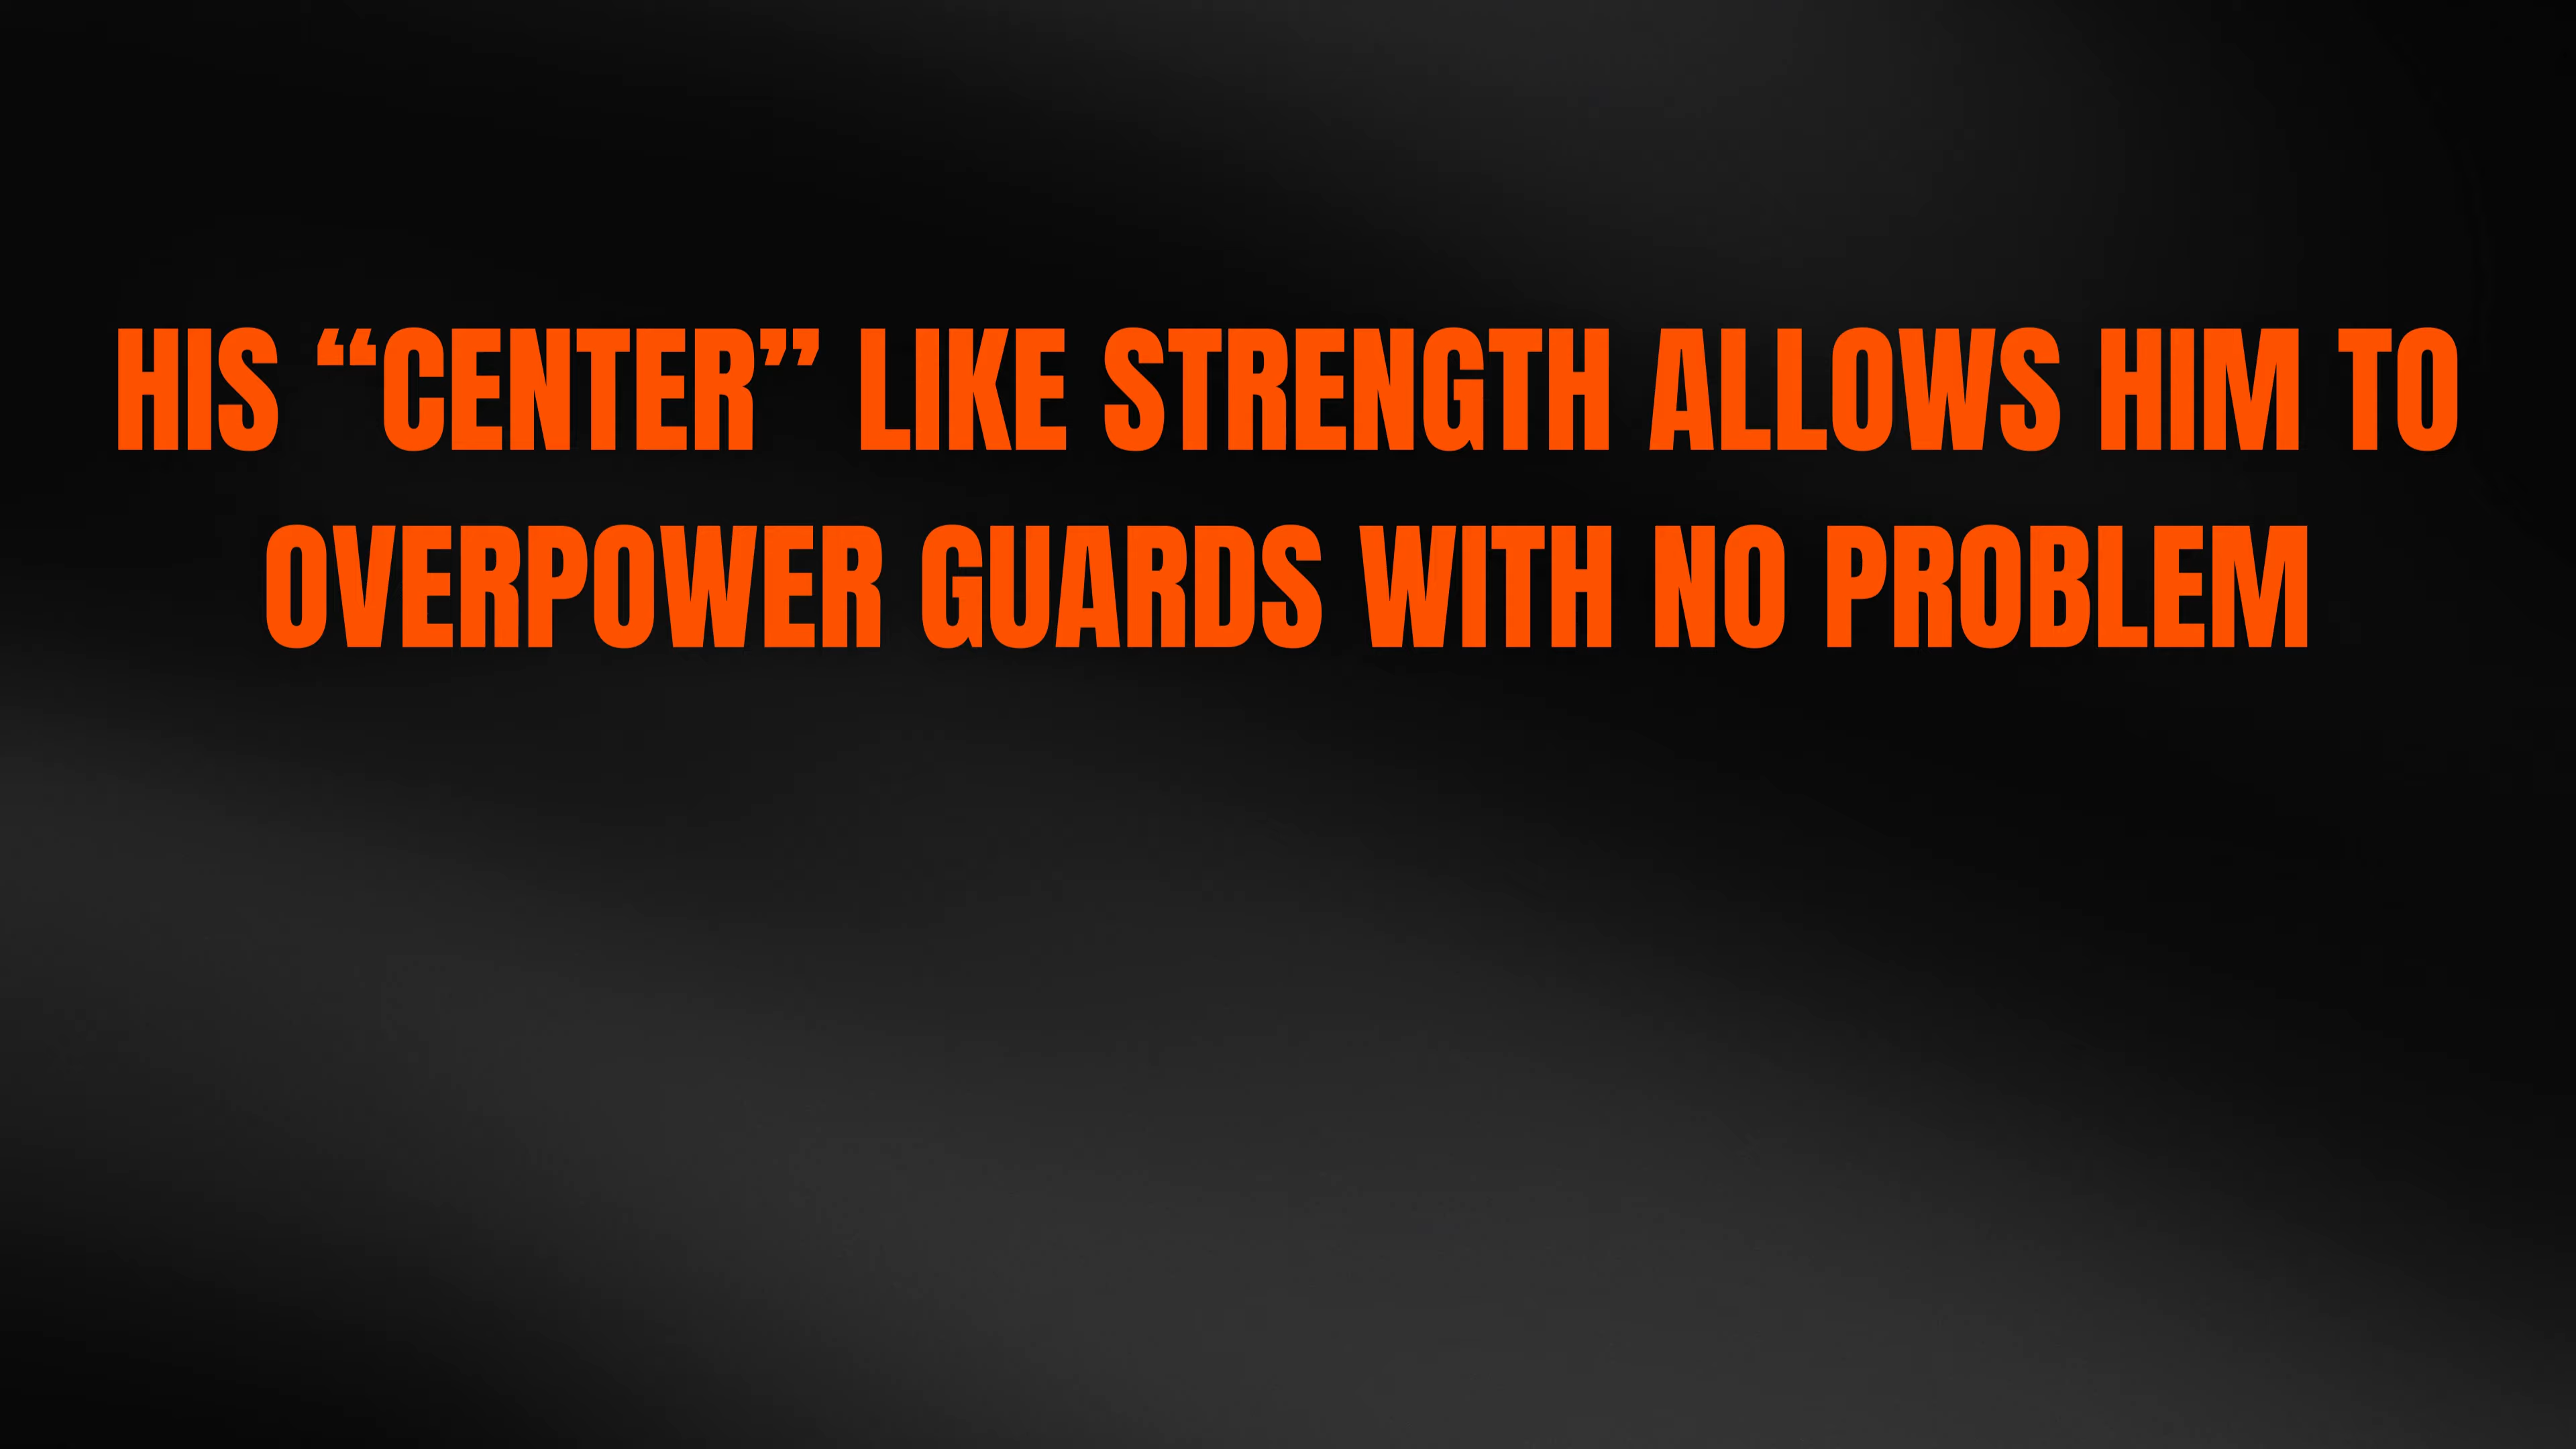 HIS “CENTER” LIKE STRENGTH ALLOWS HIM TO
OVERPOWER GUARDS WITH NO PROBLEM